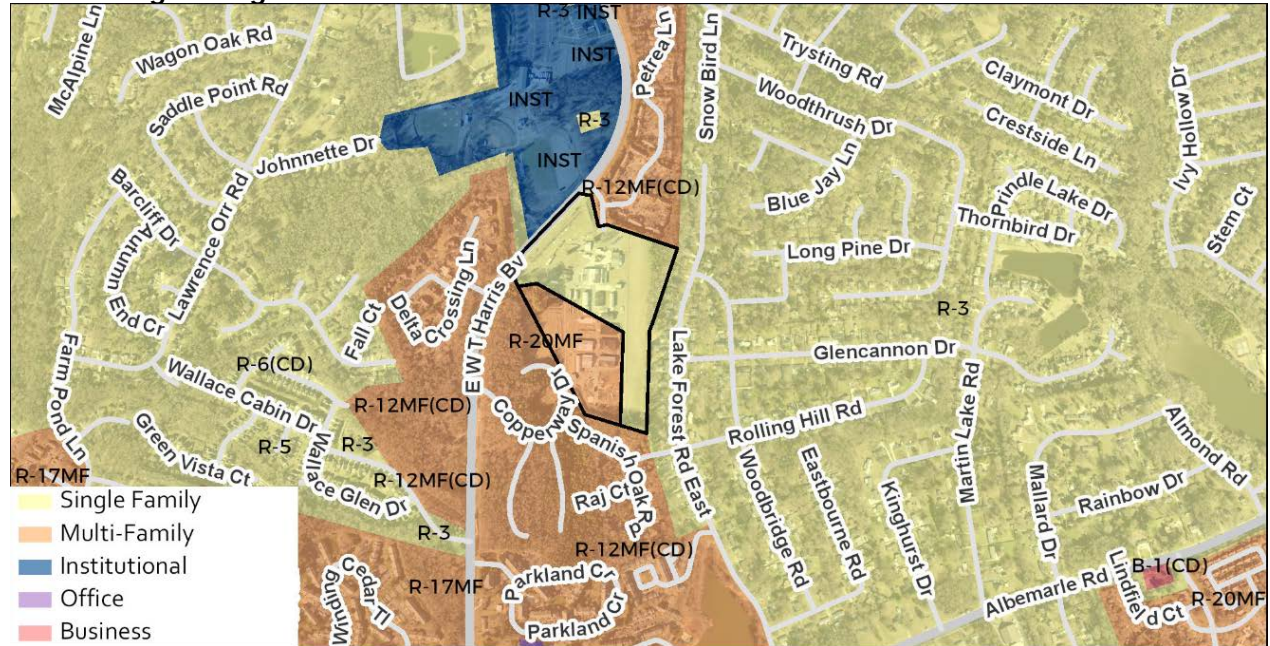 R-3 INST
McAlpine Ln
Wagon Oak Rd
INST
Petrea Ln
Snow Bird Ln
Trysting Rd
Claymont Dr
Ivy Hollow Dr
Saddle Point Rd
INST
Woodthrush Dr
Crestside Ln
R-3
Johnnette Dr
INST
Blue Jay Ln
Prindle Lake Dr
Stem Ct
Barcliff Dr
Lawrence Orr Rd
R-12MF(CD)
Thornbird Dr
Autumn End Cr
Long Pine Dr
Delta Crossing Ln
E W T Harris Bv
Fall Ct
R-3
Farm Pond Ln
R-20MF
Lake Forest Rd East
Glencannon Dr
R-6(CD)
Wallace Cabin Dr
R-12MF(CD)
Copperway Dr
Rolling Hill Rd
Martin Lake Rd
Almond Rd
Green Vista Ct
R-5
R-3
Wallace Glen Dr
Spanish Oak Rd
Woodbridge Rd
Eastbourne Rd
Kinghurst Dr
Mallard Dr
Rainbow Dr
R-17MF
R-12MF(CD)
Raj Ct
R-3
R-12MF(CD)
Single Family
Multi-Family
Institutional
Office
Business
Winding Cedar Tl
R-17MF
Parkland Cr
Parkland Cr
Albemarle Rd
Lindfield Ct
B-1(CD)
R-20MF